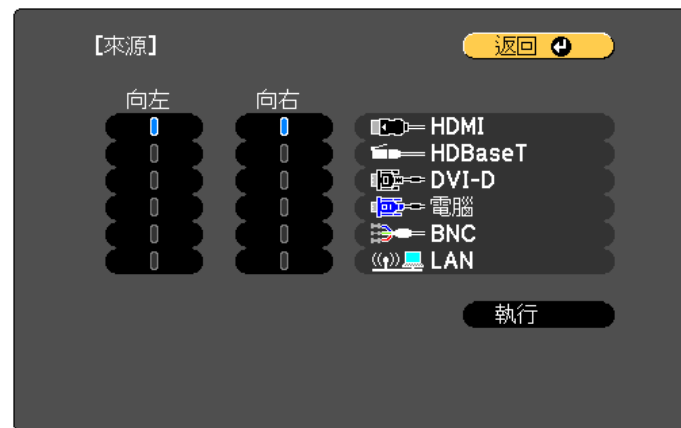 [來源]
返回
向左 向右
HDMI
HDBaseT
DVI-D
電腦
BNC
LAN
執行